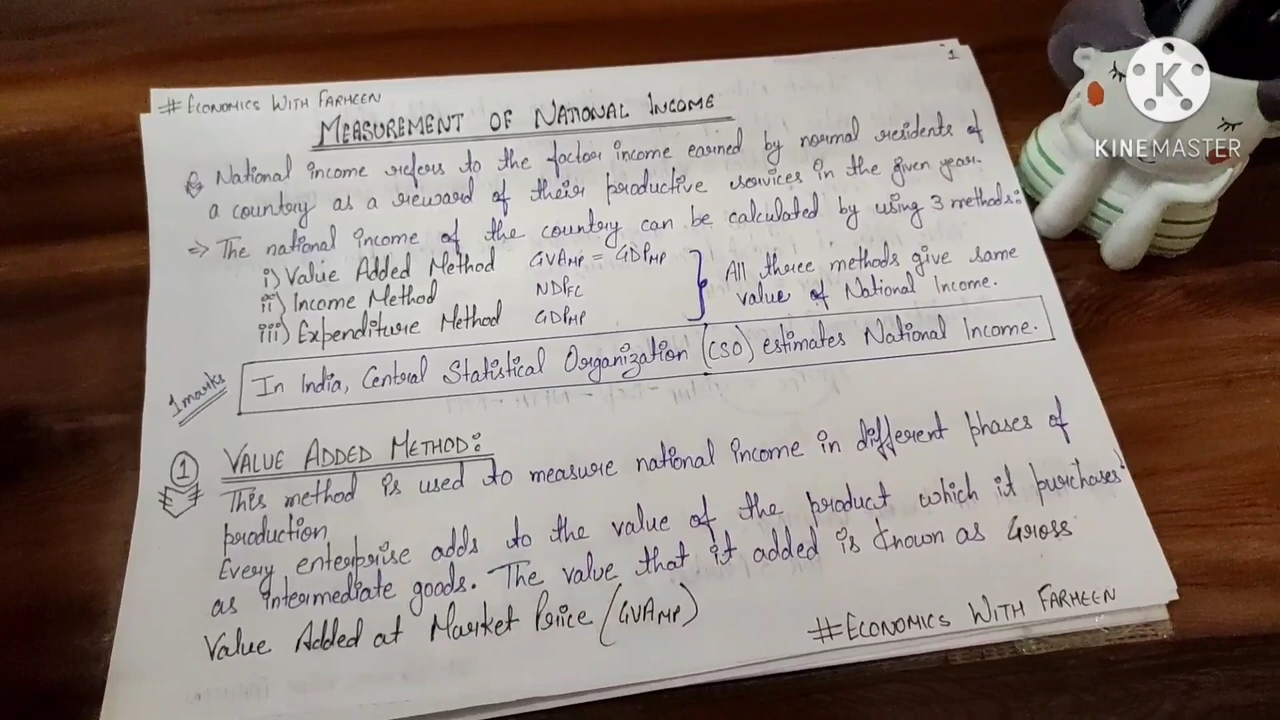 1
# ECONOMICS WITH FARHEEN
MEASUREMENT OF NATIONAL INCOME
National income refers to the factor income earned by normal residents of
a country as a reward of their productive services in the given year.
⇒ The national income of the country can be calculated by using 3 methods:
i) Value Added Method GVAMP = GDPMP
ii) Income Method NDPFC
iii) Expenditure Method GDPMP
} All three methods give same
value of National Income.
1 marks
In India, Central Statistical Organization (CSO) estimates National Income.
1 VALUE ADDED METHOD:
This method is used to measure national income in different phases of
production
Every enterprise adds to the value of the product which it purchases
as intermediate goods. The value that it added is known as Gross
Value Added at Market Price (GVAMP)
# ECONOMICS WITH FARHEEN
K
KINEMASTER